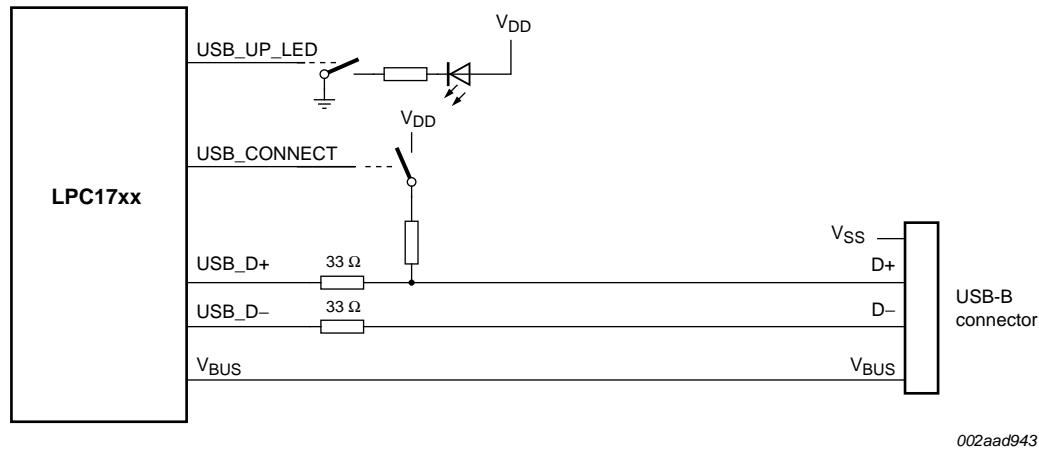 USB_UP_LED
VDD
USB_CONNECT
VDD
LPC17xx
VSS
USB_D+
33 Ω
D+
USB_D−
33 Ω
D−
USB-B
connector
VBUS
VBUS
002aad943